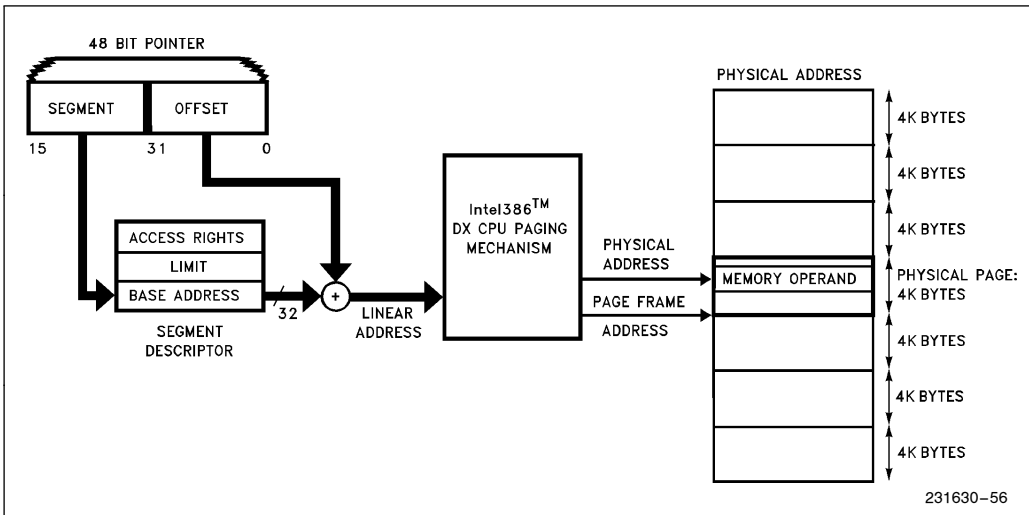 48 BIT POINTER
SEGMENT
OFFSET
15
31
0
ACCESS RIGHTS
LIMIT
BASE ADDRESS
SEGMENT
DESCRIPTOR
32
+
LINEAR
ADDRESS
Intel386™
DX CPU PAGING
MECHANISM
PHYSICAL
ADDRESS
PAGE FRAME
ADDRESS
PHYSICAL ADDRESS
4K BYTES
4K BYTES
4K BYTES
MEMORY OPERAND
PHYSICAL PAGE:
4K BYTES
4K BYTES
4K BYTES
4K BYTES
231630-56